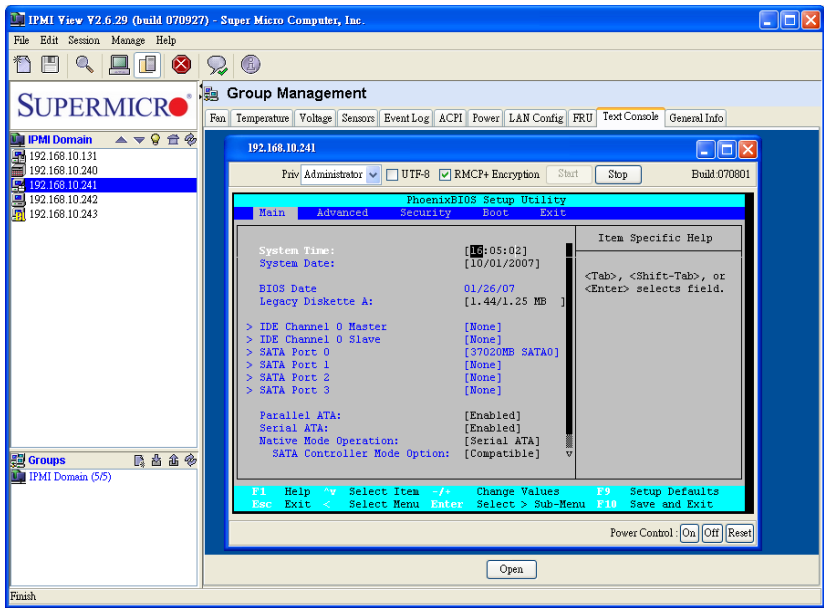 IPMI View V2.6.29 (build 070927) - Super Micro Computer, Inc.
File Edit Session Manage Help
SUPERMICRO
Group Management
Fan Temperature Voltage Sensors Event Log ACPI Power LAN Config FRU Text Console General Info
IPMI Domain
192.168.10.131
192.168.10.240
192.168.10.241
192.168.10.242
192.168.10.243
192.168.10.241
Priv Administrator UTF-8 RMCP+ Encryption Start Stop Build:070801
PhoenixBIOS Setup Utility
Main Advanced Security Boot Exit
System Time: [16:05:02]
System Date: [10/01/2007]
BIOS Date 01/26/07
Legacy Diskette A: [1.44/1.25 MB ]
> IDE Channel 0 Master [None]
> IDE Channel 0 Slave [None]
> SATA Port 0 [37020MB SATA0]
> SATA Port 1 [None]
> SATA Port 2 [None]
> SATA Port 3 [None]
Parallel ATA: [Enabled]
Serial ATA: [Enabled]
Native Mode Operation: [Serial ATA]
SATA Controller Mode Option: [Compatible]
Item Specific Help
<Tab>, <Shift-Tab>, or
<Enter> selects field.
F1 Help ^v Select Item -/+ Change Values F9 Setup Defaults
Esc Exit < Select Menu Enter Select > Sub-Menu F10 Save and Exit
Power Control : On Off Reset
Groups
IPMI Domain (5/5)
Open
Finish